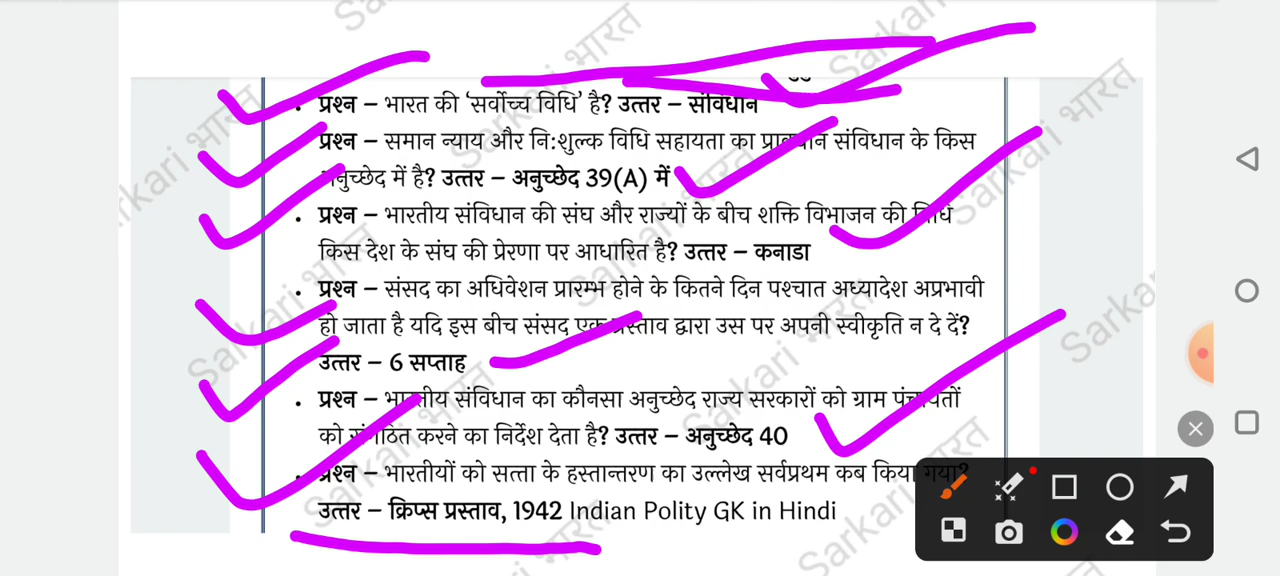 • प्रश्न – भारत की 'सर्वोच्च विधि' है? उत्तर – संविधान
प्रश्न – समान न्याय और नि:शुल्क विधि सहायता का प्रावधान संविधान के किस
अनुच्छेद में है? उत्तर – अनुच्छेद 39(A) में
• प्रश्न – भारतीय संविधान की संघ और राज्यों के बीच शक्ति विभाजन की विधि
किस देश के संघ की प्रेरणा पर आधारित है? उत्तर – कनाडा
• प्रश्न – संसद का अधिवेशन प्रारम्भ होने के कितने दिन पश्चात अध्यादेश अप्रभावी
हो जाता है यदि इस बीच संसद एक प्रस्ताव द्वारा उस पर अपनी स्वीकृति न दे दें?
उत्तर – 6 सप्ताह
• प्रश्न – भारतीय संविधान का कौनसा अनुच्छेद राज्य सरकारों को ग्राम पंचायतों
को संगठित करने का निर्देश देता है? उत्तर – अनुच्छेद 40
• प्रश्न – भारतीयों को सत्ता के हस्तान्तरण का उल्लेख सर्वप्रथम कब किया गया?
उत्तर – क्रिप्स प्रस्ताव, 1942 Indian Polity GK in Hindi
Sarkari भारत